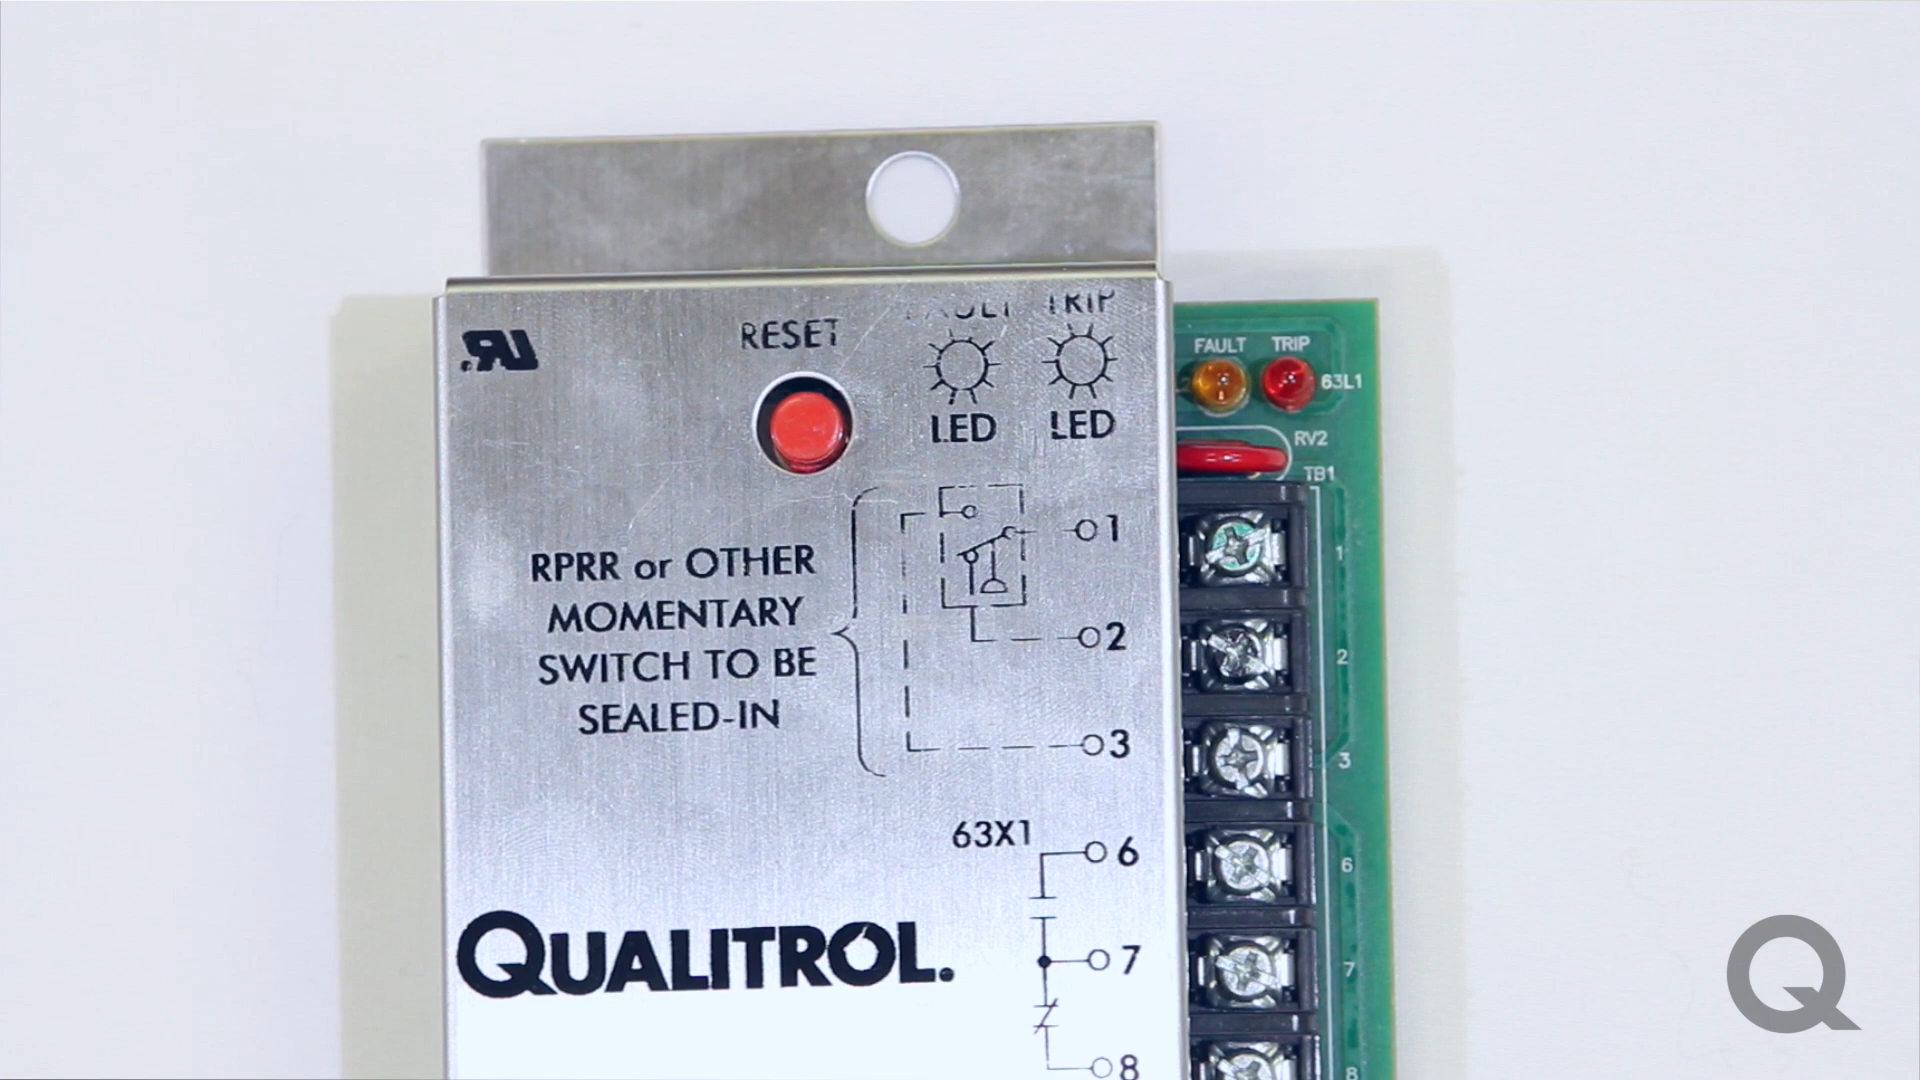 RESET
FAULT TRIP
LED LED
FAULT TRIP
63L1
RV2
TB1
RPRR or OTHER
MOMENTARY
SWITCH TO BE
SEALED-IN
1
2
3
63X1
6
7
8
QUALITROL.
1
2
3
6
7
8
Q